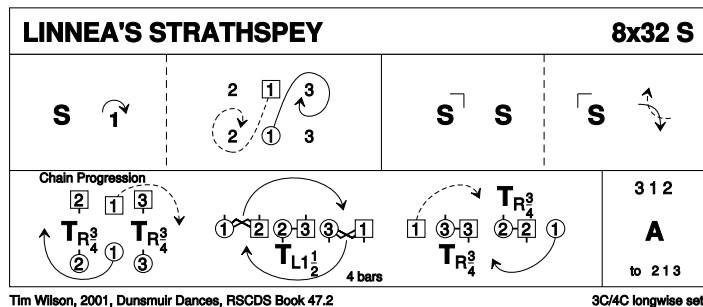 LINNEA'S STRATHSPEY 8x32 S
2 1 3
S 1 S S S
2 1 3
Chain Progression
2 1 3
3 1 2
T R 3/4 T R 3/4
2 1 3
1 2 2 3 3 1
T L 1 1/2
4 bars
T R 3/4
1 3 3 2 2 1
T R 3/4
A
to 2 1 3
Tim Wilson, 2001, Dunsmuir Dances, RSCDS Book 47.2 3C/4C longwise set